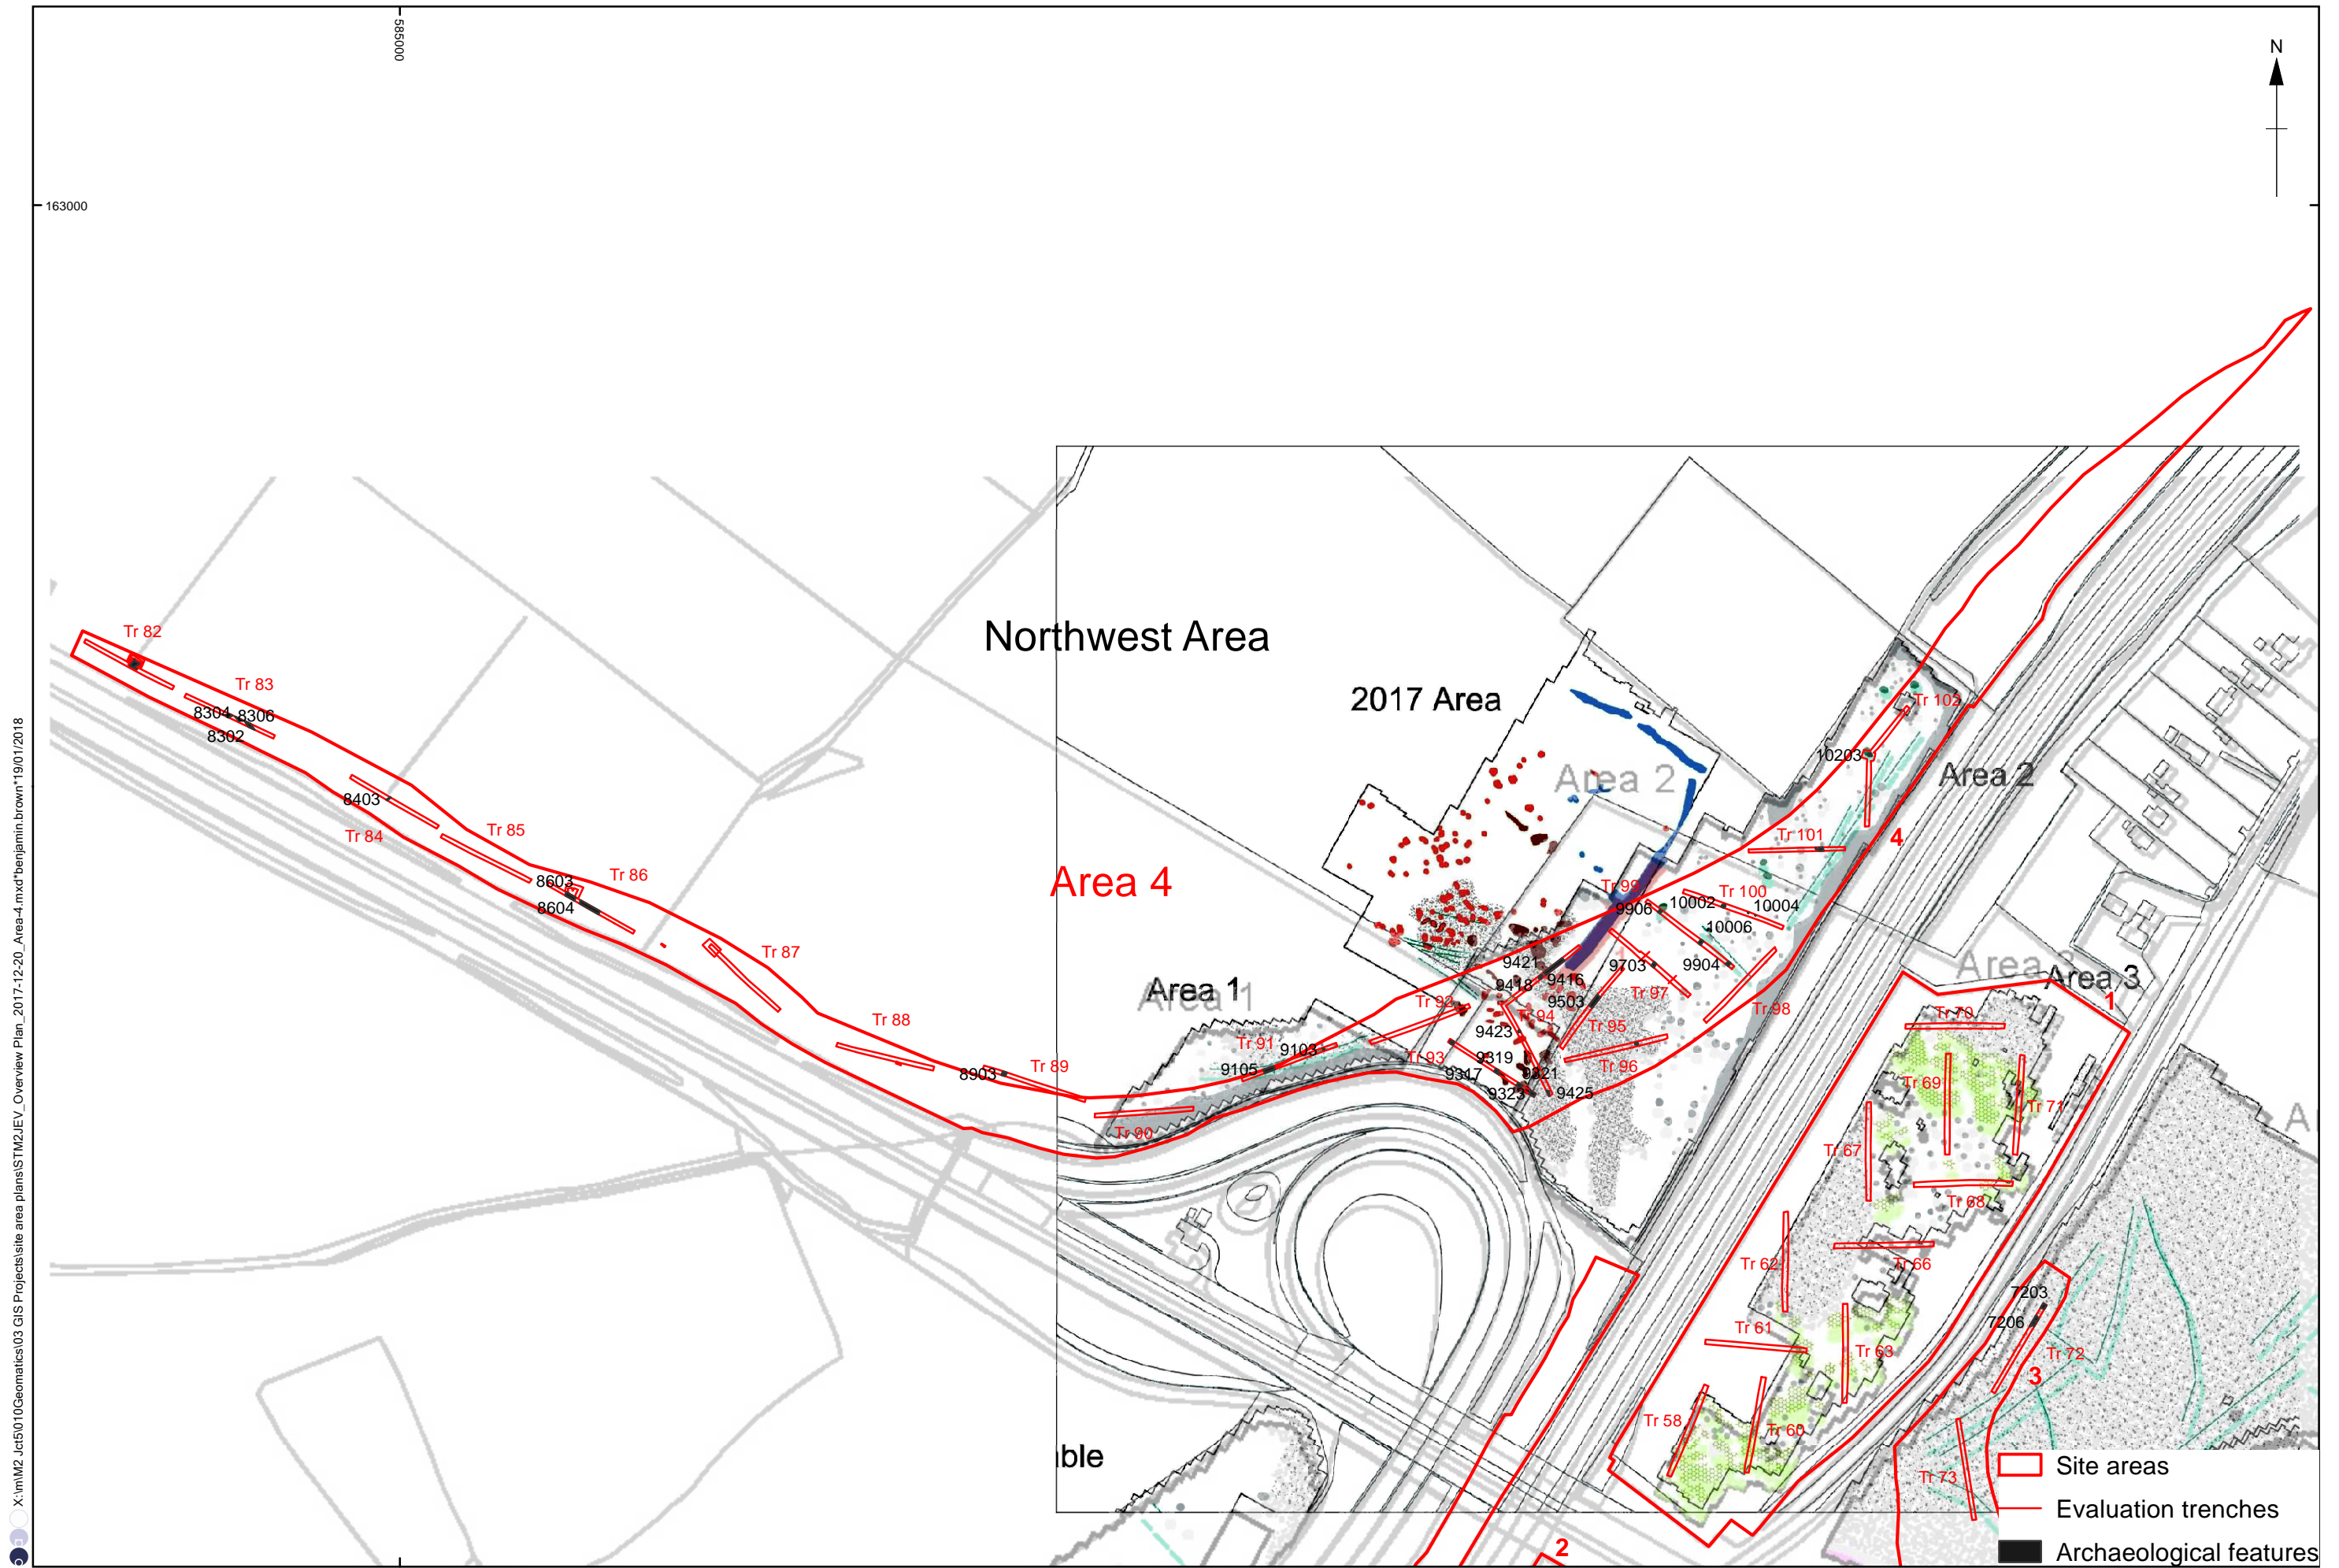 585000
N
163000
Tr 82
Northwest Area
Tr 83
8304
8306
8302
2017 Area
Tr 102
10203
Area 2
Area 2
8403
Tr 84
Tr 85
Tr 101
4
Area 4
8603
8604
Tr 86
Tr 99
9906
10002
Tr 100
10004
10006
Tr 87
9421
9418
9416
9503
9703
Tr 97
9904
Tr 98
Area 3
Area 1
Area 1
1
Tr 88
Tr 92
Tr 94
9423
Tr 95
Tr 70
8903
Tr 89
Tr 91
9103
9105
Tr 93
9317
9319
9321
9323
9425
Tr 96
Tr 69
Tr 71
Tr 90
Tr 67
Tr 68
A
Tr 62
Tr 66
7203
7206
Tr 61
Tr 63
Tr 72
3
Tr 58
Tr 60
Tr 73
ble
2
Site areas
Evaluation trenches
Archaeological features
X:\m\M2 Jct5\010Geomatics\03 GIS Projects\site area plans\STM2JEV_Overview Plan_2017-12-20_Area-4.mxd*benjamin.brown*19/01/2018